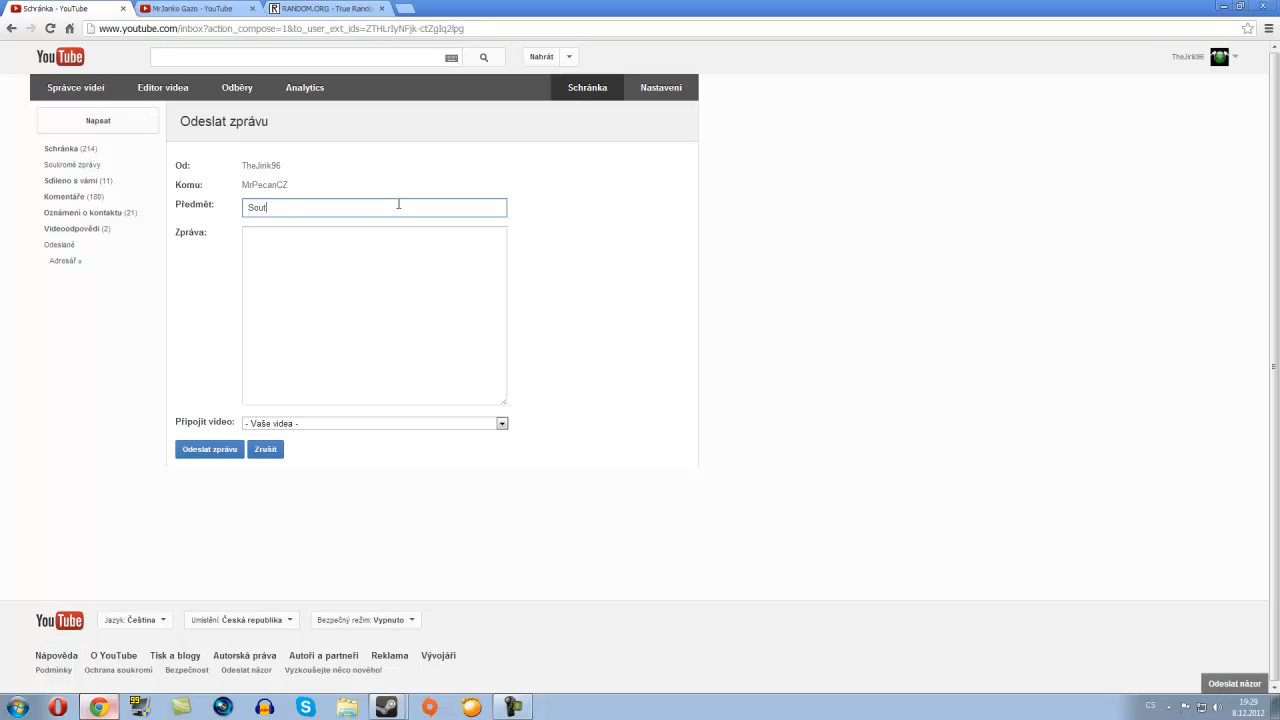 Schránka - YouTube
MrJenko Gazo - YouTube
RANDOM.ORG - True Rando
www.youtube.com/inbox?action_compose=1&to_user_ext_ids=ZTHLrIyNFjk-ctZgIq2lpg
YouTube
Nahrát
TheJirik96
Správce videí
Editor videa
Odběry
Analytics
Schránka
Nastavení
Napsat
Schránka (214)
Soukromé zprávy
Sdíleno s vámi (11)
Komentáře (180)
Oznámení o kontaktu (21)
Videoodpovědi (2)
Odeslané
Adresář »
Odeslat zprávu
Od: TheJirik96
Komu: MrPecanCZ
Předmět: Sout
Zpráva:
Připojit video: - Vaše videa -
Odeslat zprávu
Zrušit
YouTube
Jazyk: Čeština
Umístění: Česká republika
Bezpečný režim: Vypnuto
Nápověda
O YouTube
Tisk a blogy
Autorská práva
Autoři a partneři
Reklama
Vývojáři
Podmínky
Ochrana soukromí
Bezpečnost
Odeslat názor
Vyzkoušejte něco nového!
Odeslat názor
99
CS
19:29
8.12.2012